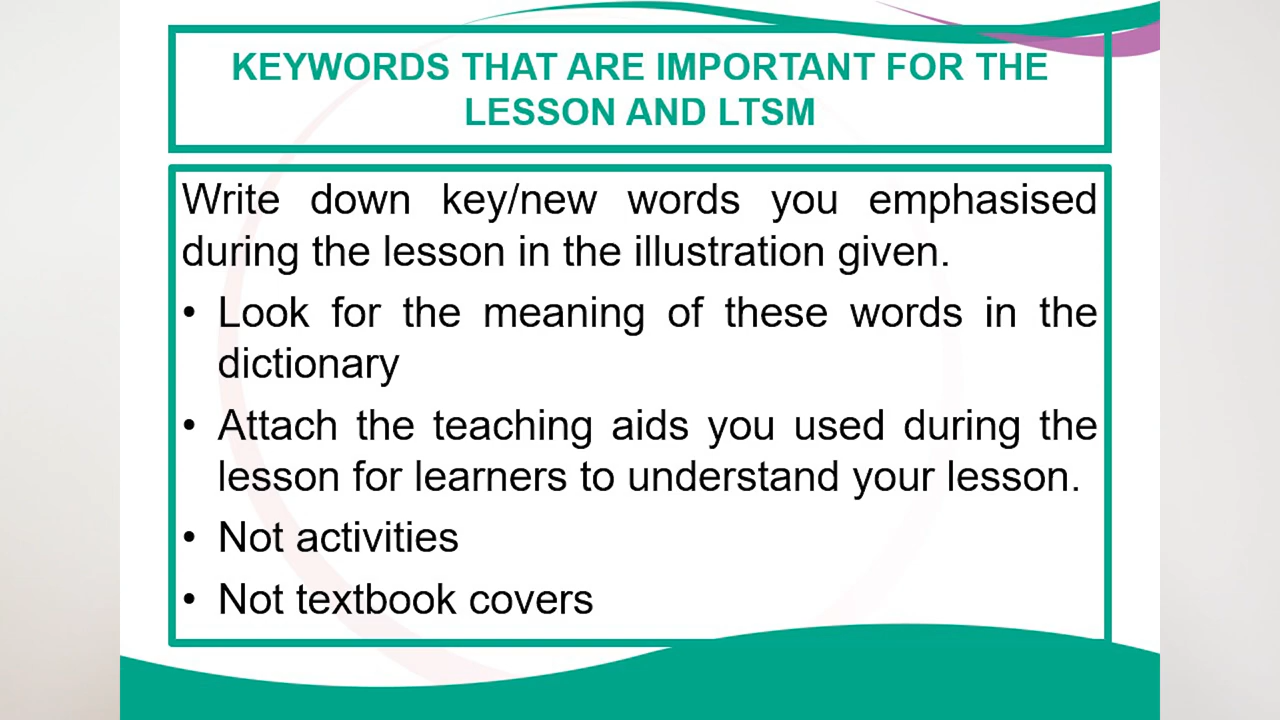 KEYWORDS THAT ARE IMPORTANT FOR THE
LESSON AND LTSM
Write down key/new words you emphasised
during the lesson in the illustration given.
• Look for the meaning of these words in the
dictionary
• Attach the teaching aids you used during the
lesson for learners to understand your lesson.
• Not activities
• Not textbook covers